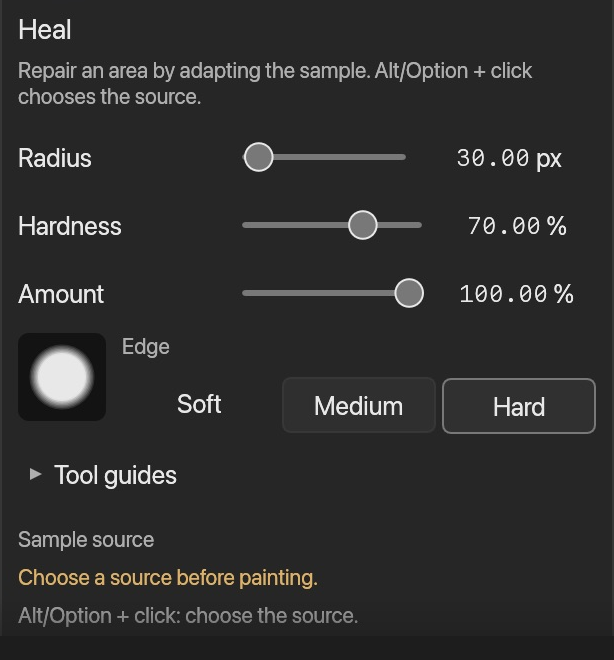 Heal
Repair an area by adapting the sample. Alt/Option + click
chooses the source.
Radius 30.00 px
Hardness 70.00 %
Amount 100.00 %
Edge
Soft Medium Hard
▸ Tool guides
Sample source
Choose a source before painting.
Alt/Option + click: choose the source.